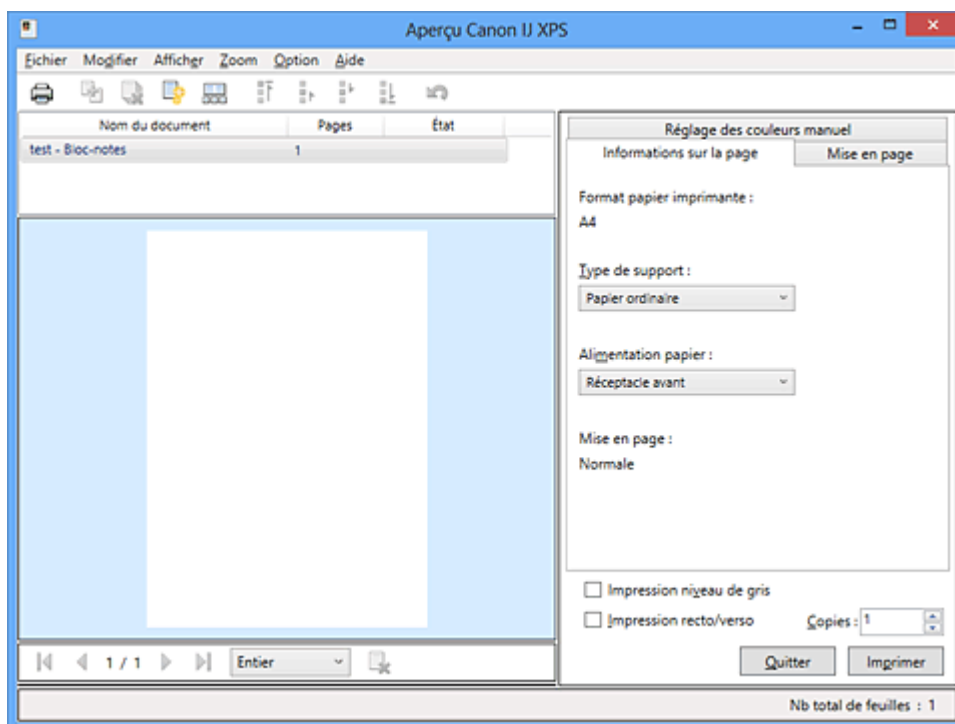 Aperçu Canon IJ XPS
Fichier Modifier Afficher Zoom Option Aide
Nom du document Pages État
test - Bloc-notes 1
Réglage des couleurs manuel
Informations sur la page Mise en page
Format papier imprimante :
A4
Type de support :
Papier ordinaire
Alimentation papier :
Réceptacle avant
Mise en page :
Normale
Impression niveau de gris
Impression recto/verso Copies : 1
1 / 1 Entier
Quitter Imprimer
Nb total de feuilles : 1